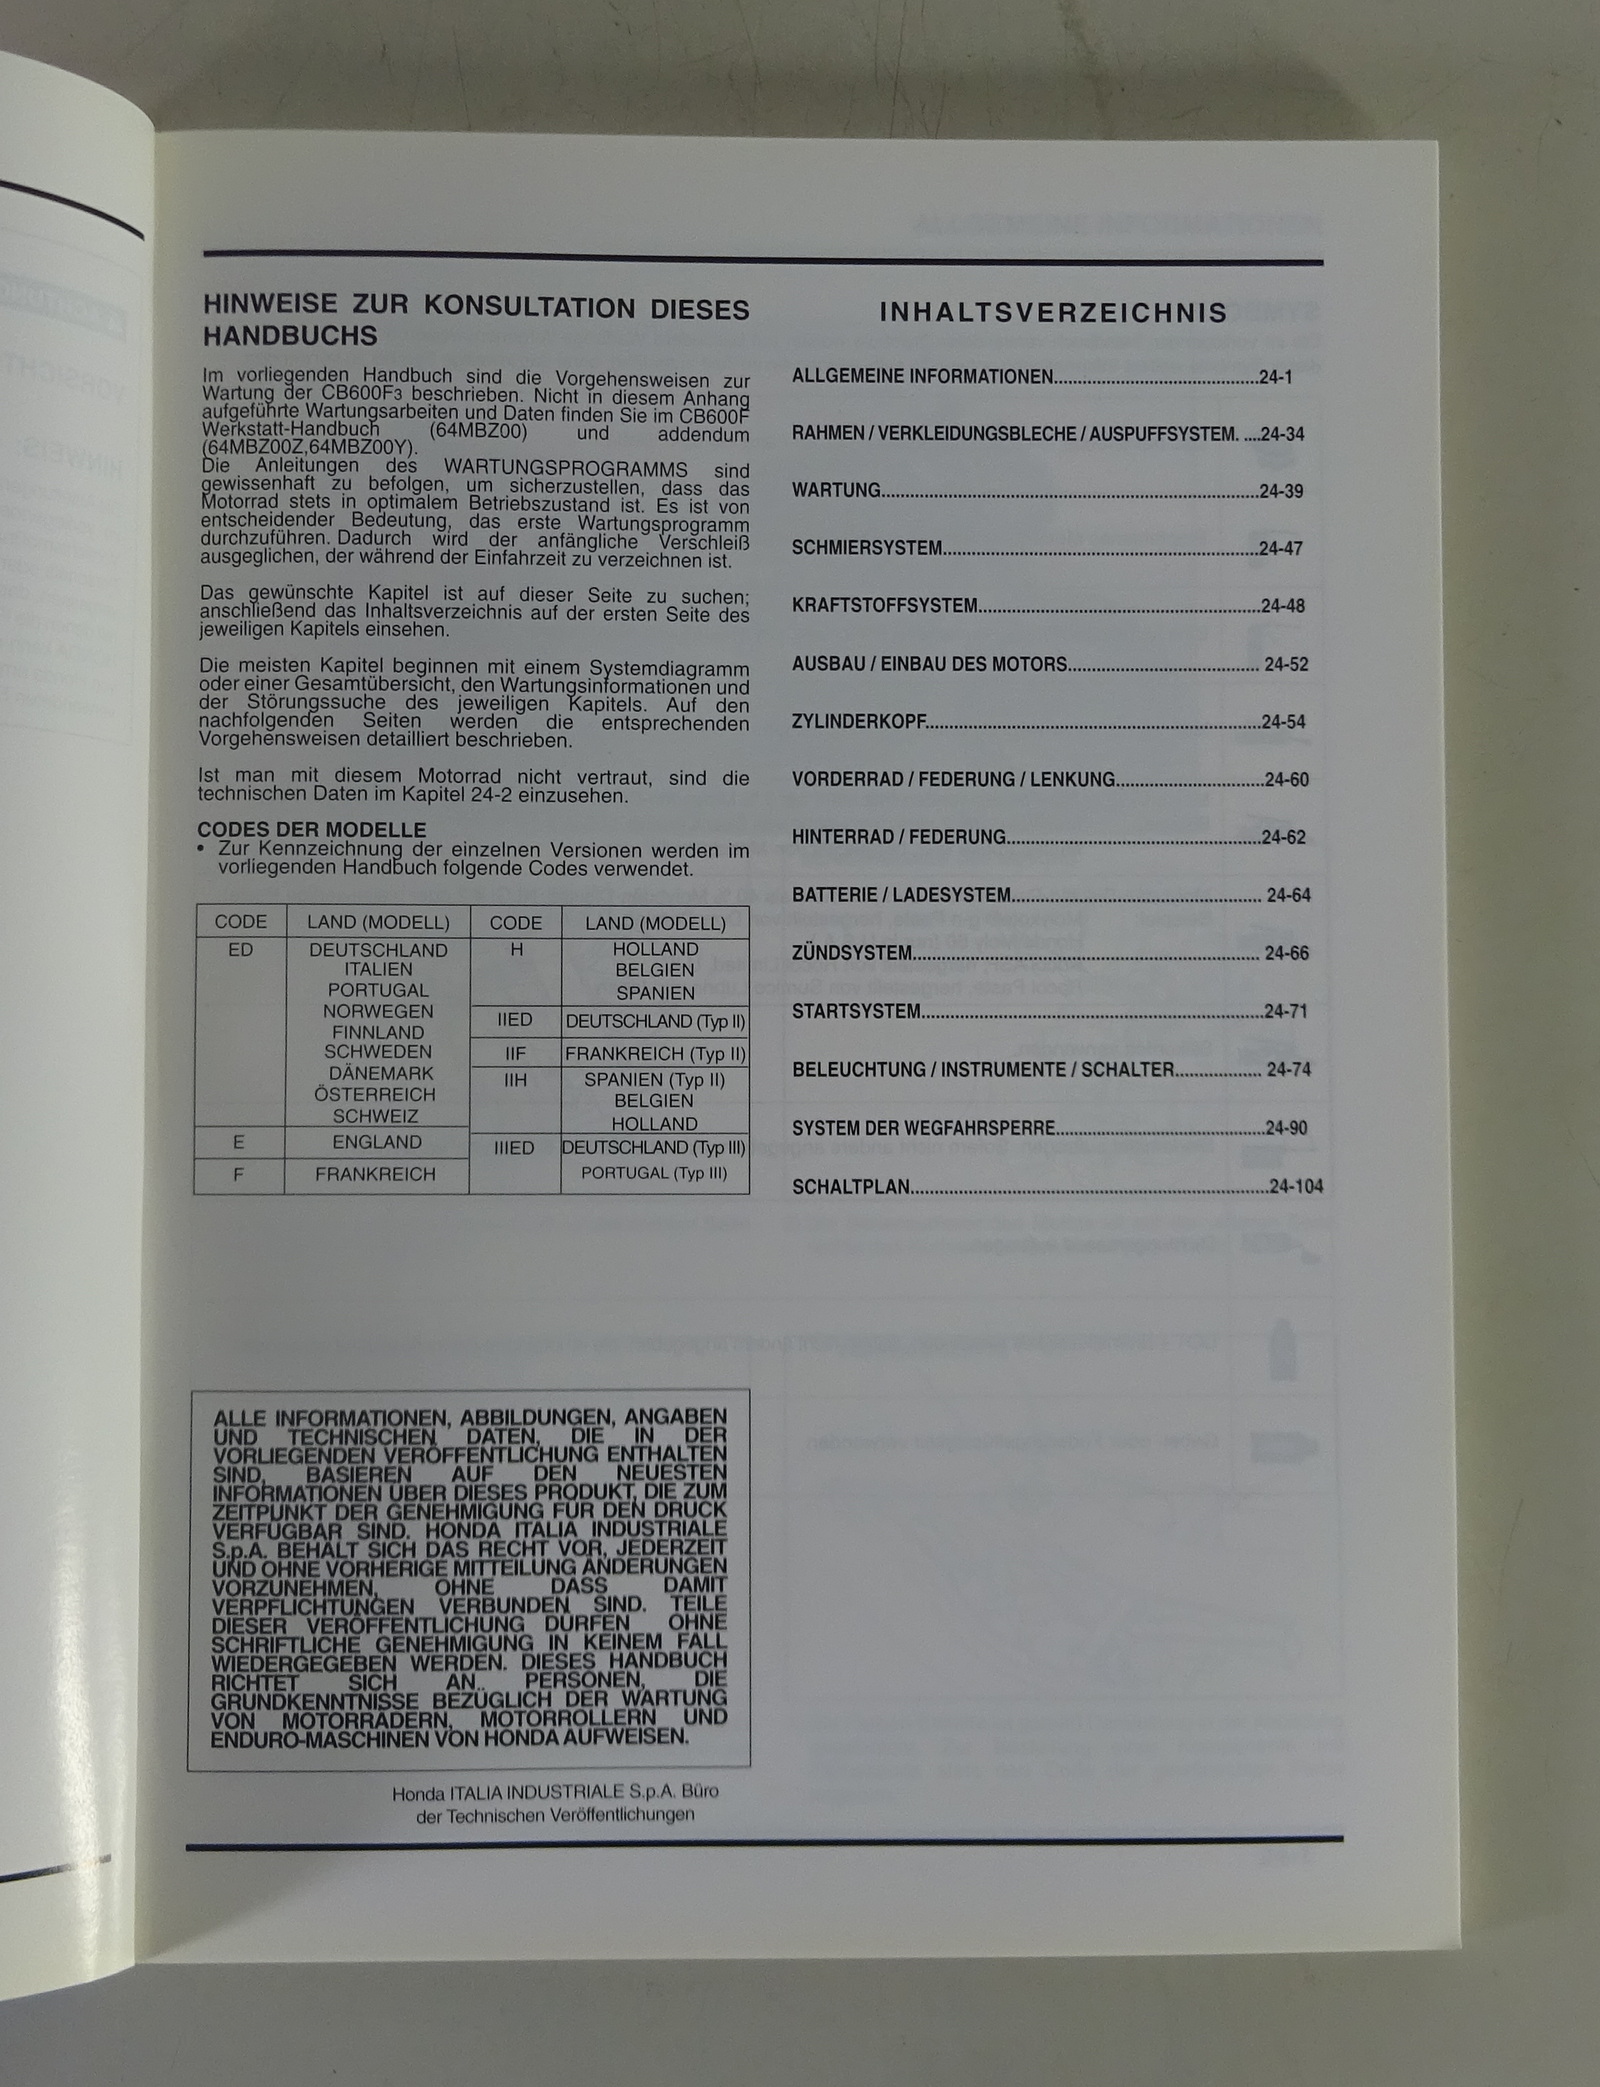 HINWEISE ZUR KONSULTATION DIESES
HANDBUCHS
Im vorliegenden Handbuch sind die Vorgehensweisen zur
Wartung der CB600F3 beschrieben. Nicht in diesem Anhang
aufgeführte Wartungsarbeiten und Daten finden Sie im CB600F
Werkstatt-Handbuch (64MBZ00) und addendum
(64MBZ00Z,64MBZ00Y).
Die Anleitungen des WARTUNGSPROGRAMMS sind
gewissenhaft zu befolgen, um sicherzustellen, dass das
Motorrad stets in optimalem Betriebszustand ist. Es ist von
entscheidender Bedeutung, das erste Wartungsprogramm
durchzuführen. Dadurch wird der anfängliche Verschleiß
ausgeglichen, der während der Einfahrzeit zu verzeichnen ist.
Das gewünschte Kapitel ist auf dieser Seite zu suchen;
anschließend das Inhaltsverzeichnis auf der ersten Seite des
jeweiligen Kapitels einsehen.
Die meisten Kapitel beginnen mit einem Systemdiagramm
oder einer Gesamtübersicht, den Wartungsinformationen und
der Störungssuche des jeweiligen Kapitels. Auf den
nachfolgenden Seiten werden die entsprechenden
Vorgehensweisen detailliert beschrieben.
Ist man mit diesem Motorrad nicht vertraut, sind die
technischen Daten im Kapitel 24-2 einzusehen.
CODES DER MODELLE
• Zur Kennzeichnung der einzelnen Versionen werden im
vorliegenden Handbuch folgende Codes verwendet.
CODE LAND (MODELL) CODE LAND (MODELL)
ED DEUTSCHLAND H HOLLAND
ITALIEN BELGIEN
PORTUGAL SPANIEN
NORWEGEN IIED DEUTSCHLAND (Typ II)
FINNLAND
SCHWEDEN IIF FRANKREICH (Typ II)
DÄNEMARK IIH SPANIEN (Typ II)
ÖSTERREICH BELGIEN
SCHWEIZ HOLLAND
E ENGLAND IIIED DEUTSCHLAND (Typ III)
F FRANKREICH PORTUGAL (Typ III)
ALLE INFORMATIONEN, ABBILDUNGEN, ANGABEN
UND TECHNISCHEN DATEN, DIE IN DER
VORLIEGENDEN VERÖFFENTLICHUNG ENTHALTEN
SIND, BASIEREN AUF DEN NEUESTEN
INFORMATIONEN ÜBER DIESES PRODUKT, DIE ZUM
ZEITPUNKT DER GENEHMIGUNG FÜR DEN DRUCK
VERFÜGBAR SIND. HONDA ITALIA INDUSTRIALE
S.p.A. BEHÄLT SICH DAS RECHT VOR, JEDERZEIT
UND OHNE VORHERIGE MITTEILUNG ÄNDERUNGEN
VORZUNEHMEN, OHNE DASS DAMIT
VERPFLICHTUNGEN VERBUNDEN SIND. TEILE
DIESER VERÖFFENTLICHUNG DÜRFEN OHNE
SCHRIFTLICHE GENEHMIGUNG IN KEINEM FALL
WIEDERGEGEBEN WERDEN. DIESES HANDBUCH
RICHTET SICH AN PERSONEN, DIE
GRUNDKENNTNISSE BEZÜGLICH DER WARTUNG
VON MOTORRÄDERN, MOTORROLLERN UND
ENDURO-MASCHINEN VON HONDA AUFWEISEN.
Honda ITALIA INDUSTRIALE S.p.A. Büro
der Technischen Veröffentlichungen
INHALTSVERZEICHNIS
ALLGEMEINE INFORMATIONEN..........24-1
RAHMEN / VERKLEIDUNGSBLECHE / AUSPUFFSYSTEM. ....24-34
WARTUNG..........24-39
SCHMIERSYSTEM..........24-47
KRAFTSTOFFSYSTEM..........24-48
AUSBAU / EINBAU DES MOTORS.......... 24-52
ZYLINDERKOPF..........24-54
VORDERRAD / FEDERUNG / LENKUNG..........24-60
HINTERRAD / FEDERUNG..........24-62
BATTERIE / LADESYSTEM.......... 24-64
ZÜNDSYSTEM.......... 24-66
STARTSYSTEM..........24-71
BELEUCHTUNG / INSTRUMENTE / SCHALTER.......... 24-74
SYSTEM DER WEGFAHRSPERRE..........24-90
SCHALTPLAN..........24-104